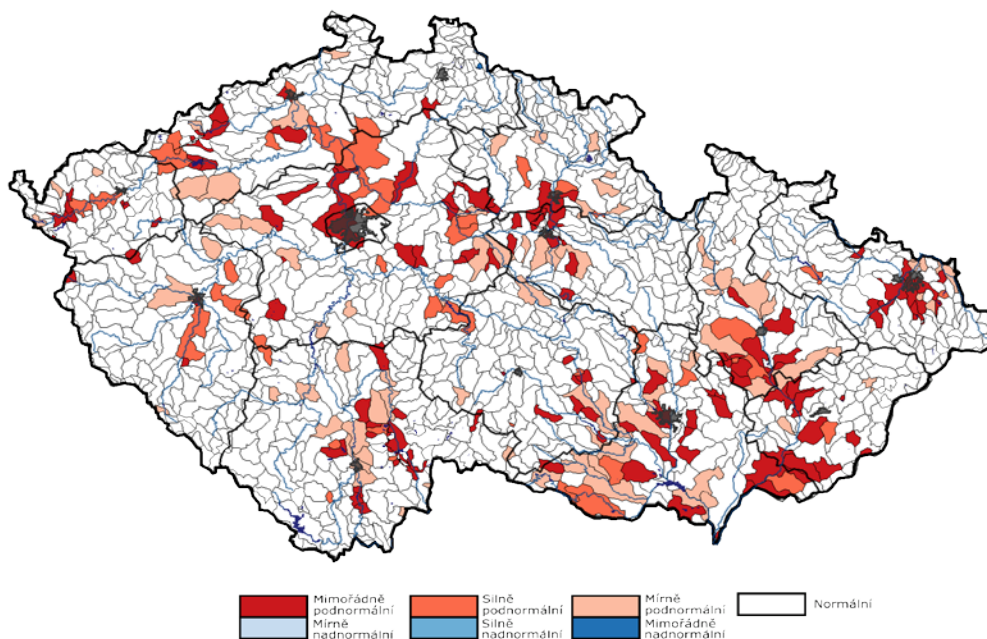 Mimořádně
podnormální
Silně
podnormální
Mírně
podnormální
Normální
Mírně
nadnormální
Silně
nadnormální
Mimořádně
nadnormální